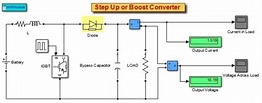 Step Up or Boost Converter
L
Diode
Current in Load
Output Current
Battery
IGBT
Bypass Capacitor
LOAD
Voltage Across Load
Output Voltage